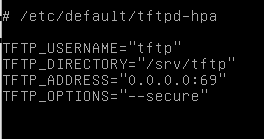 # /etc/default/tftpd-hpa
TFTP_USERNAME="tftp"
TFTP_DIRECTORY="/srv/tftp"
TFTP_ADDRESS="0.0.0.0:69"
TFTP_OPTIONS="--secure"